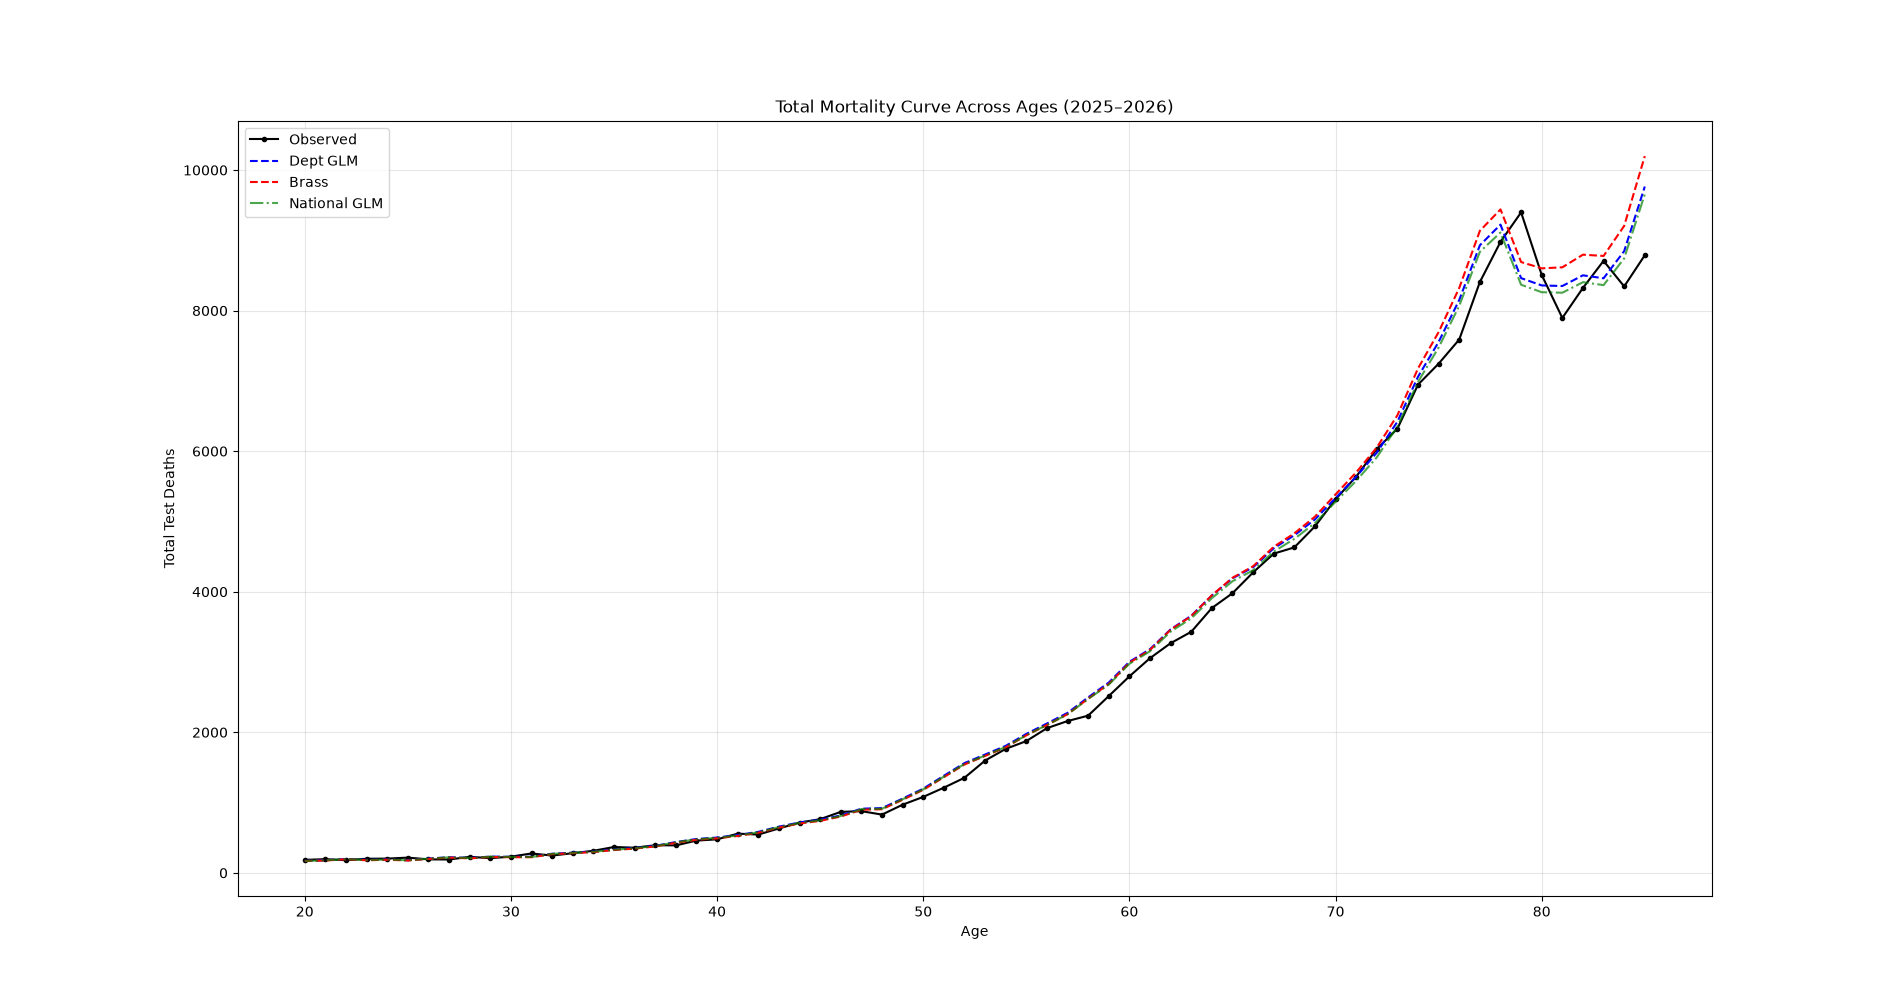 Total Mortality Curve Across Ages (2025–2026)
Observed
Dept GLM
Brass
National GLM
10000
8000
6000
4000
2000
0
Total Test Deaths
20 30 40 50 60 70 80
Age